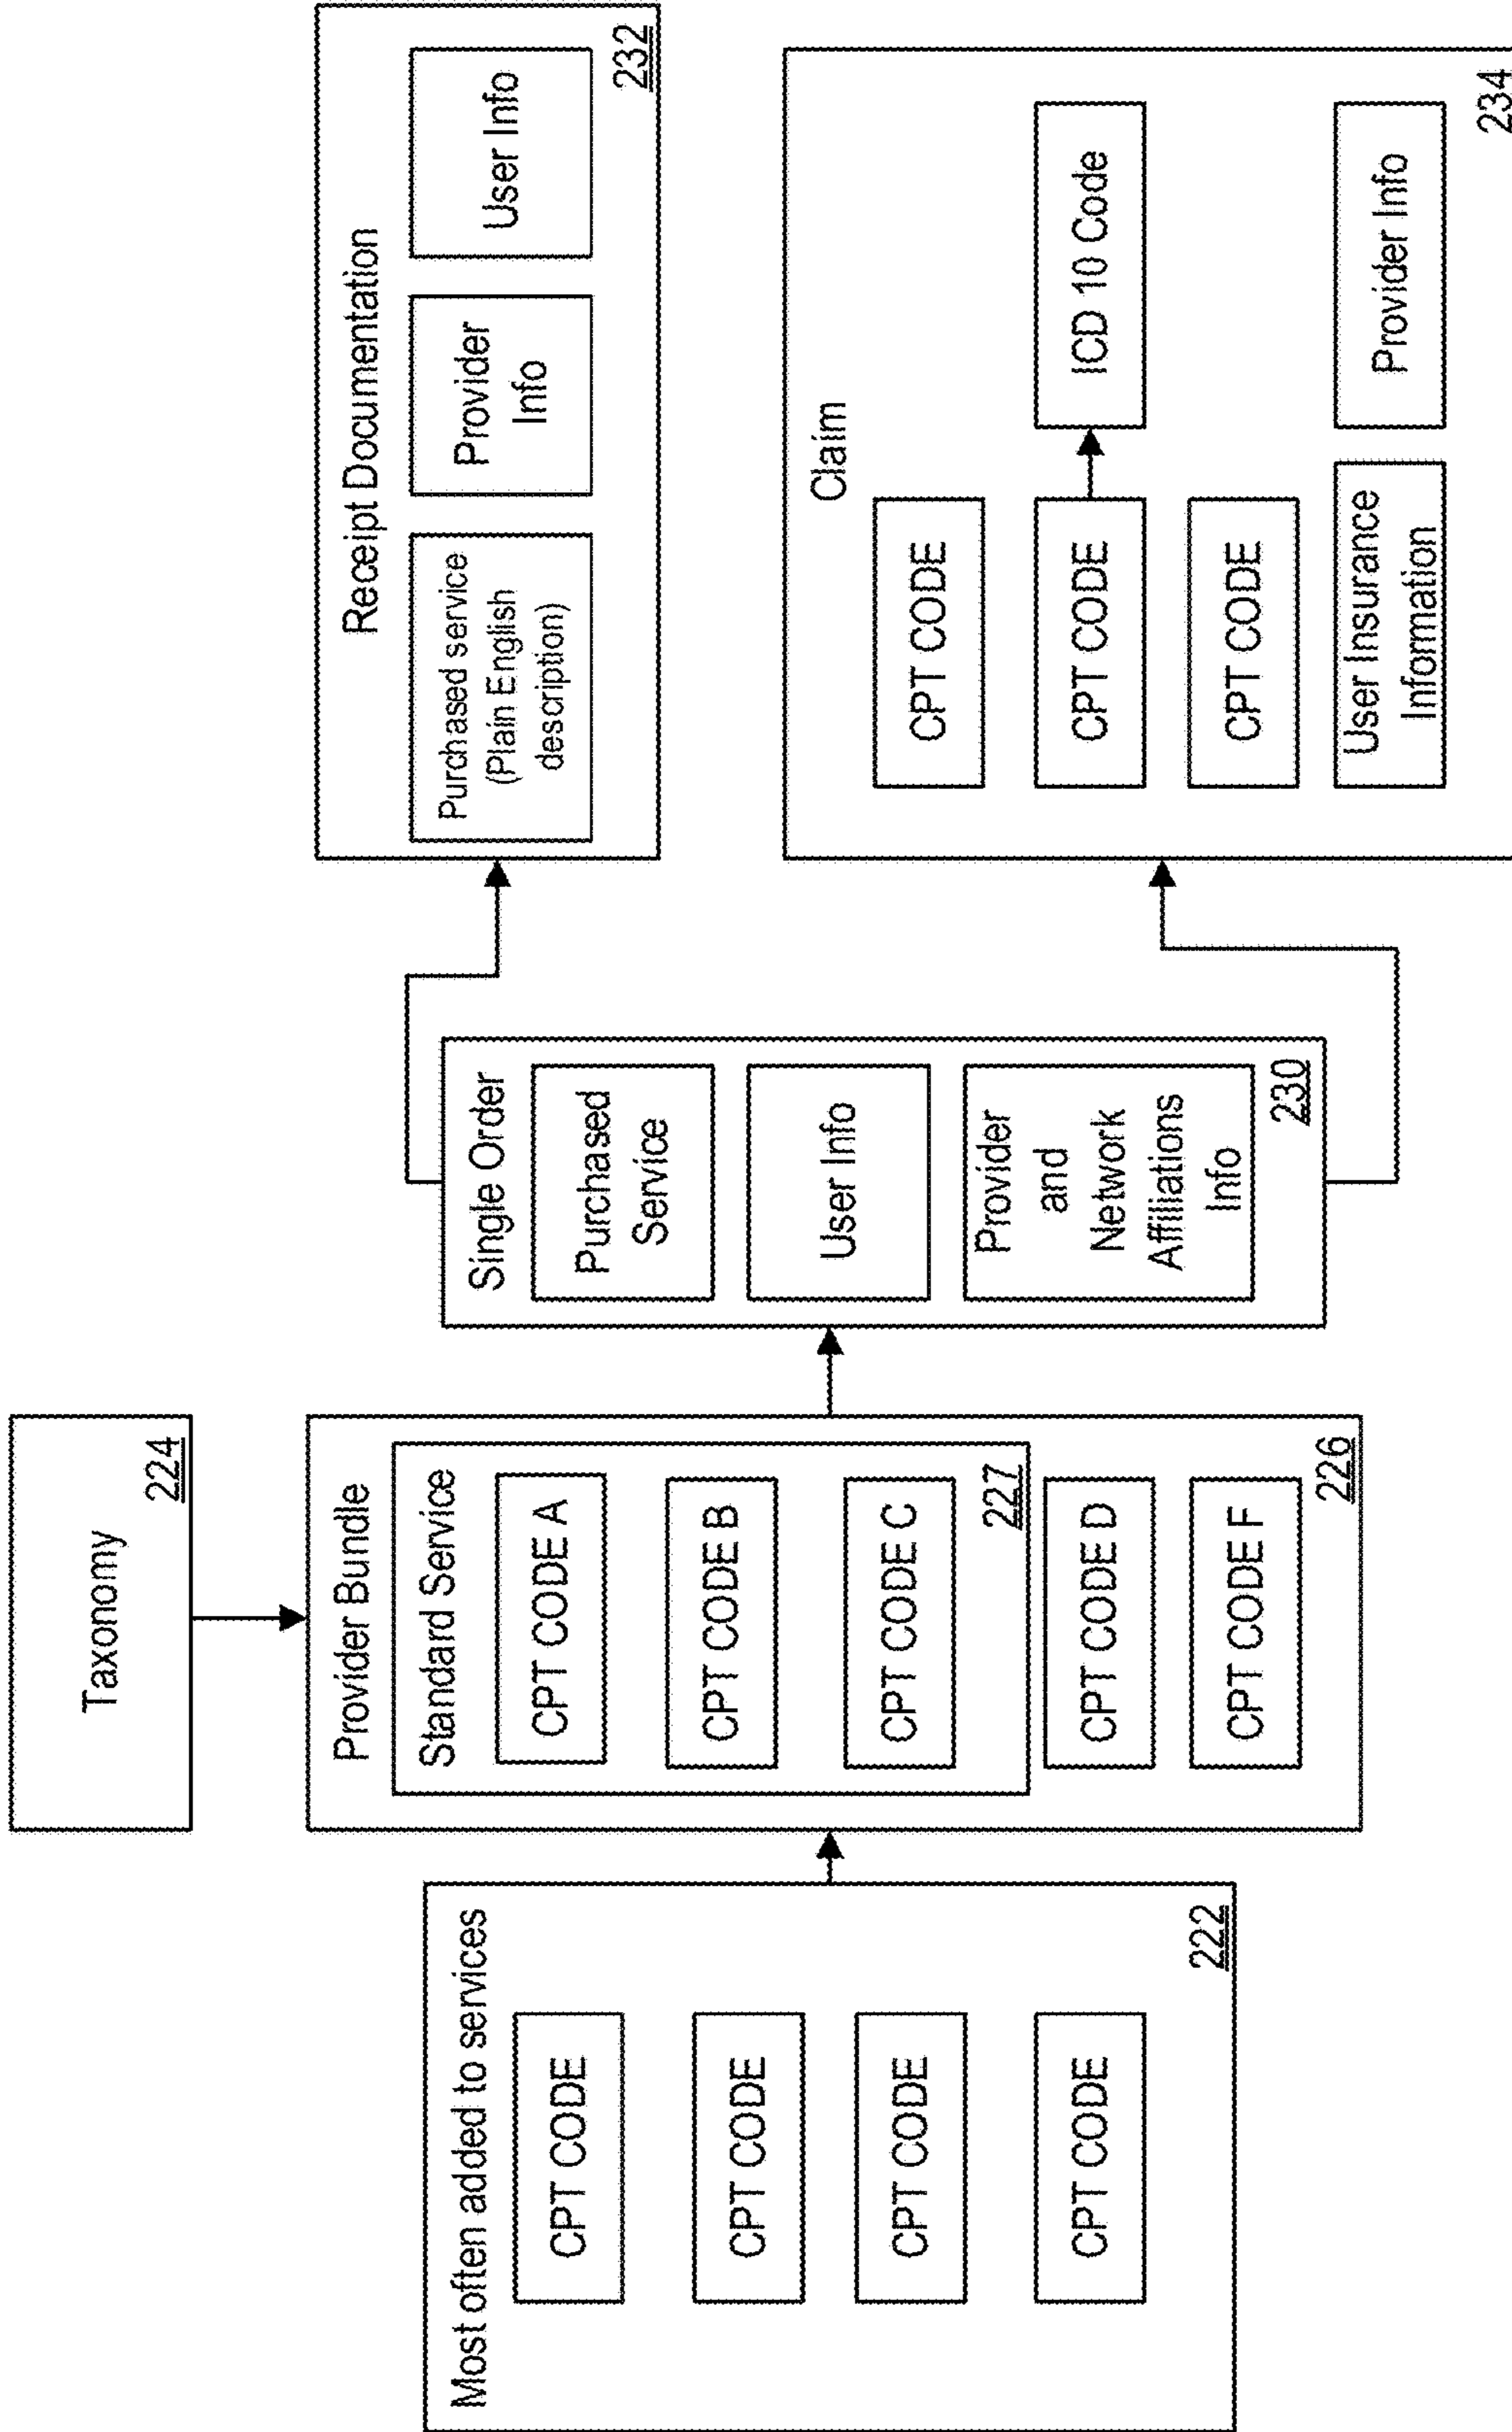 Taxonomy
224
Most often added to services
CPT CODE
CPT CODE
CPT CODE
CPT CODE
222
Provider Bundle
Standard Service
CPT CODE A
CPT CODE B
CPT CODE C
227
CPT CODE D
CPT CODE F
226
Single Order
Purchased
Service
User Info
Provider
and
Network
Affiliations
Info
230
Receipt Documentation
Purchased service
(Plain English
description)
Provider
Info
User Info
232
Claim
CPT CODE
CPT CODE
ICD 10 Code
CPT CODE
User Insurance
Information
Provider Info
234